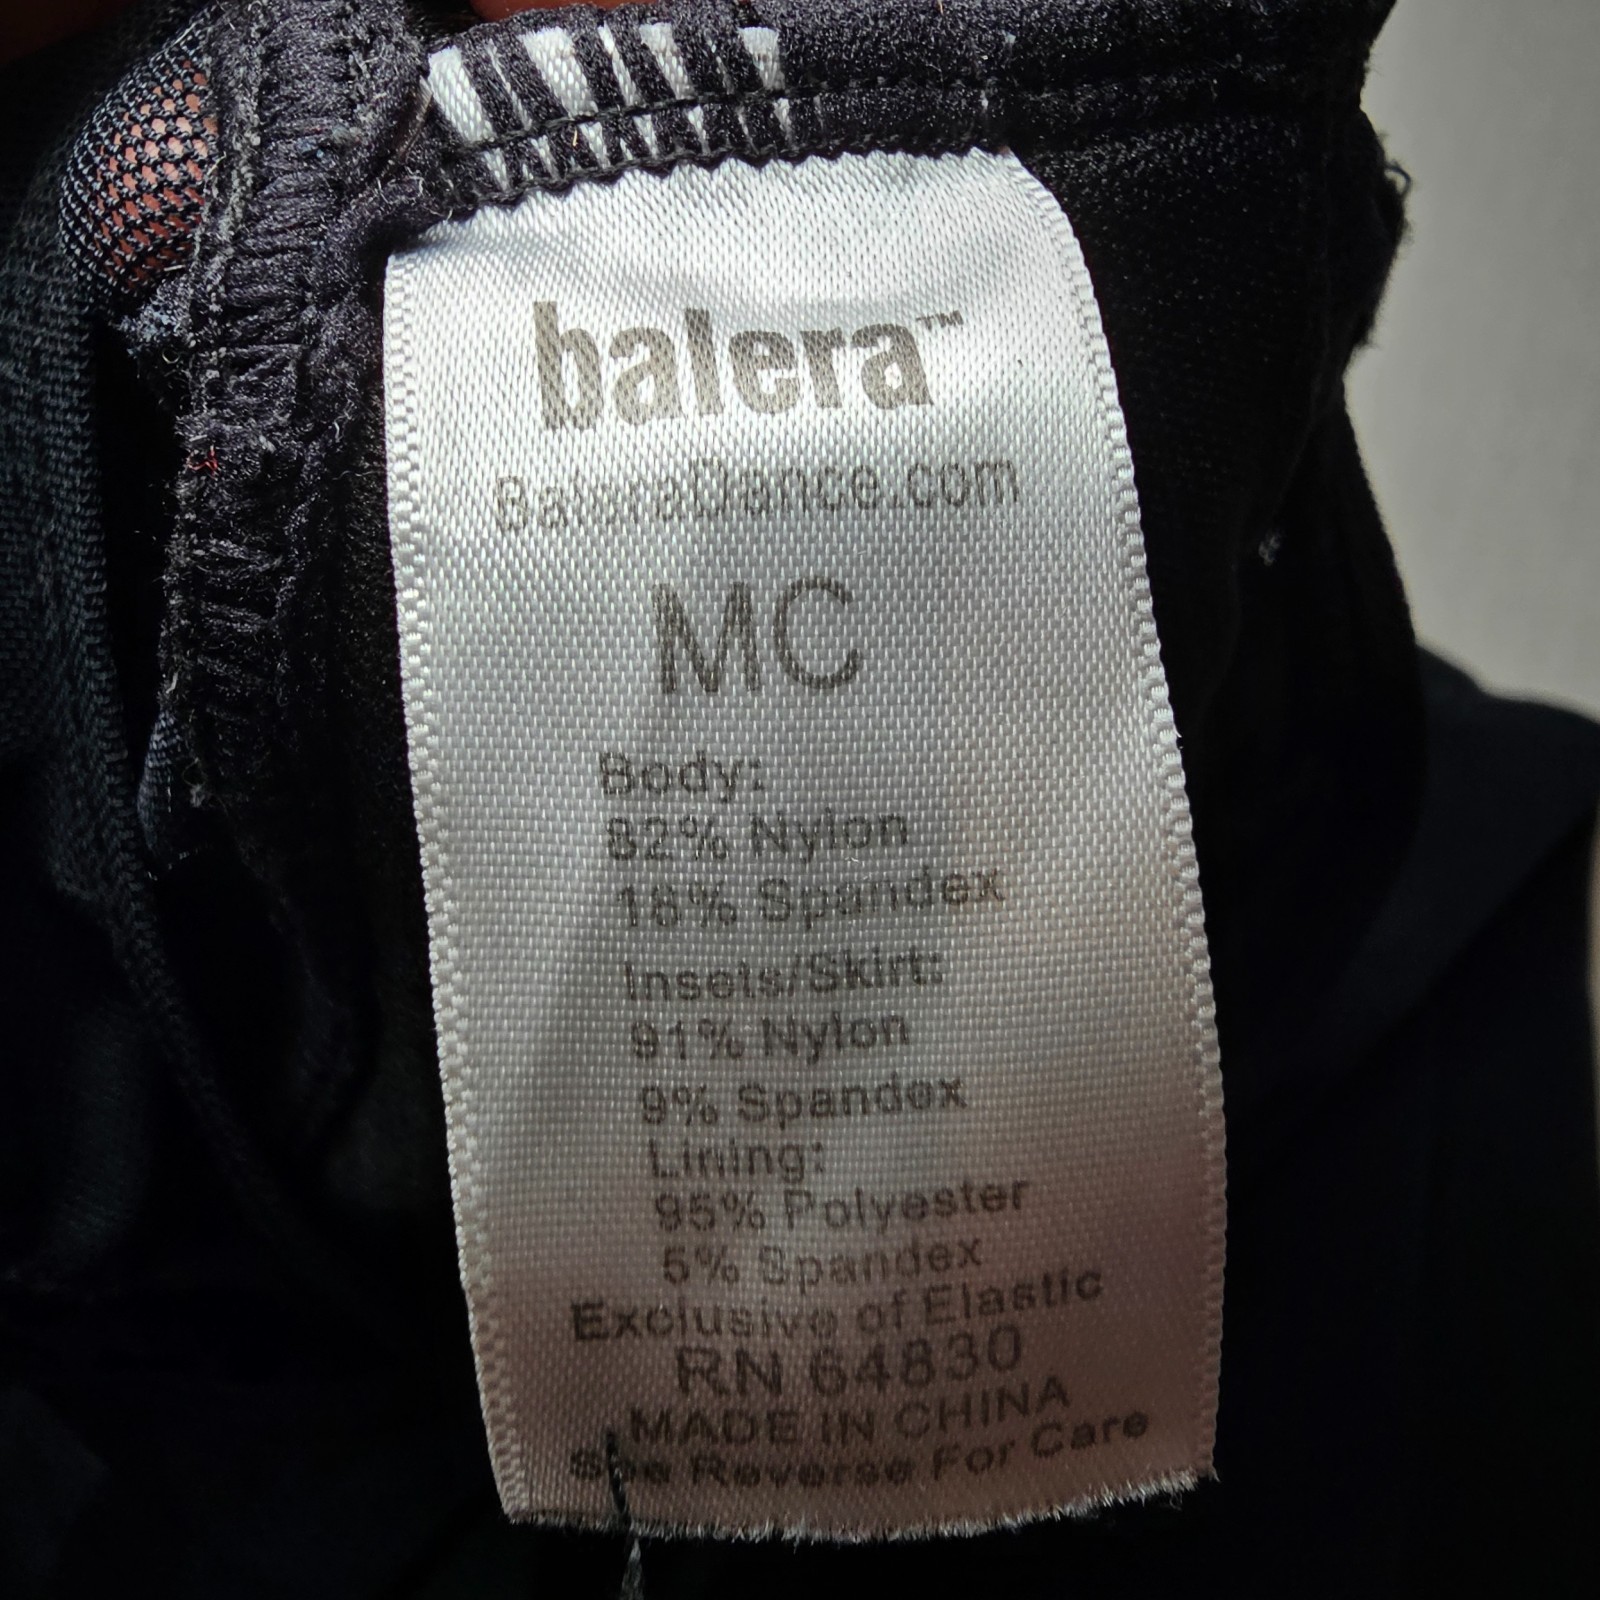 balera™
BaleraDance.com
MC
Body:
82% Nylon
18% Spandex
Insets/Skirt:
91% Nylon
9% Spandex
Lining:
95% Polyester
5% Spandex
Exclusive of Elastic
RN 64830
MADE IN CHINA
See Reverse For Care